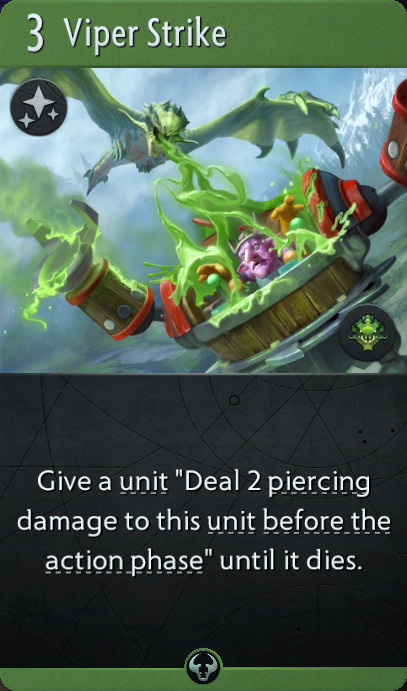 3 Viper Strike
Give a unit "Deal 2 piercing
damage to this unit before the
action phase" until it dies.